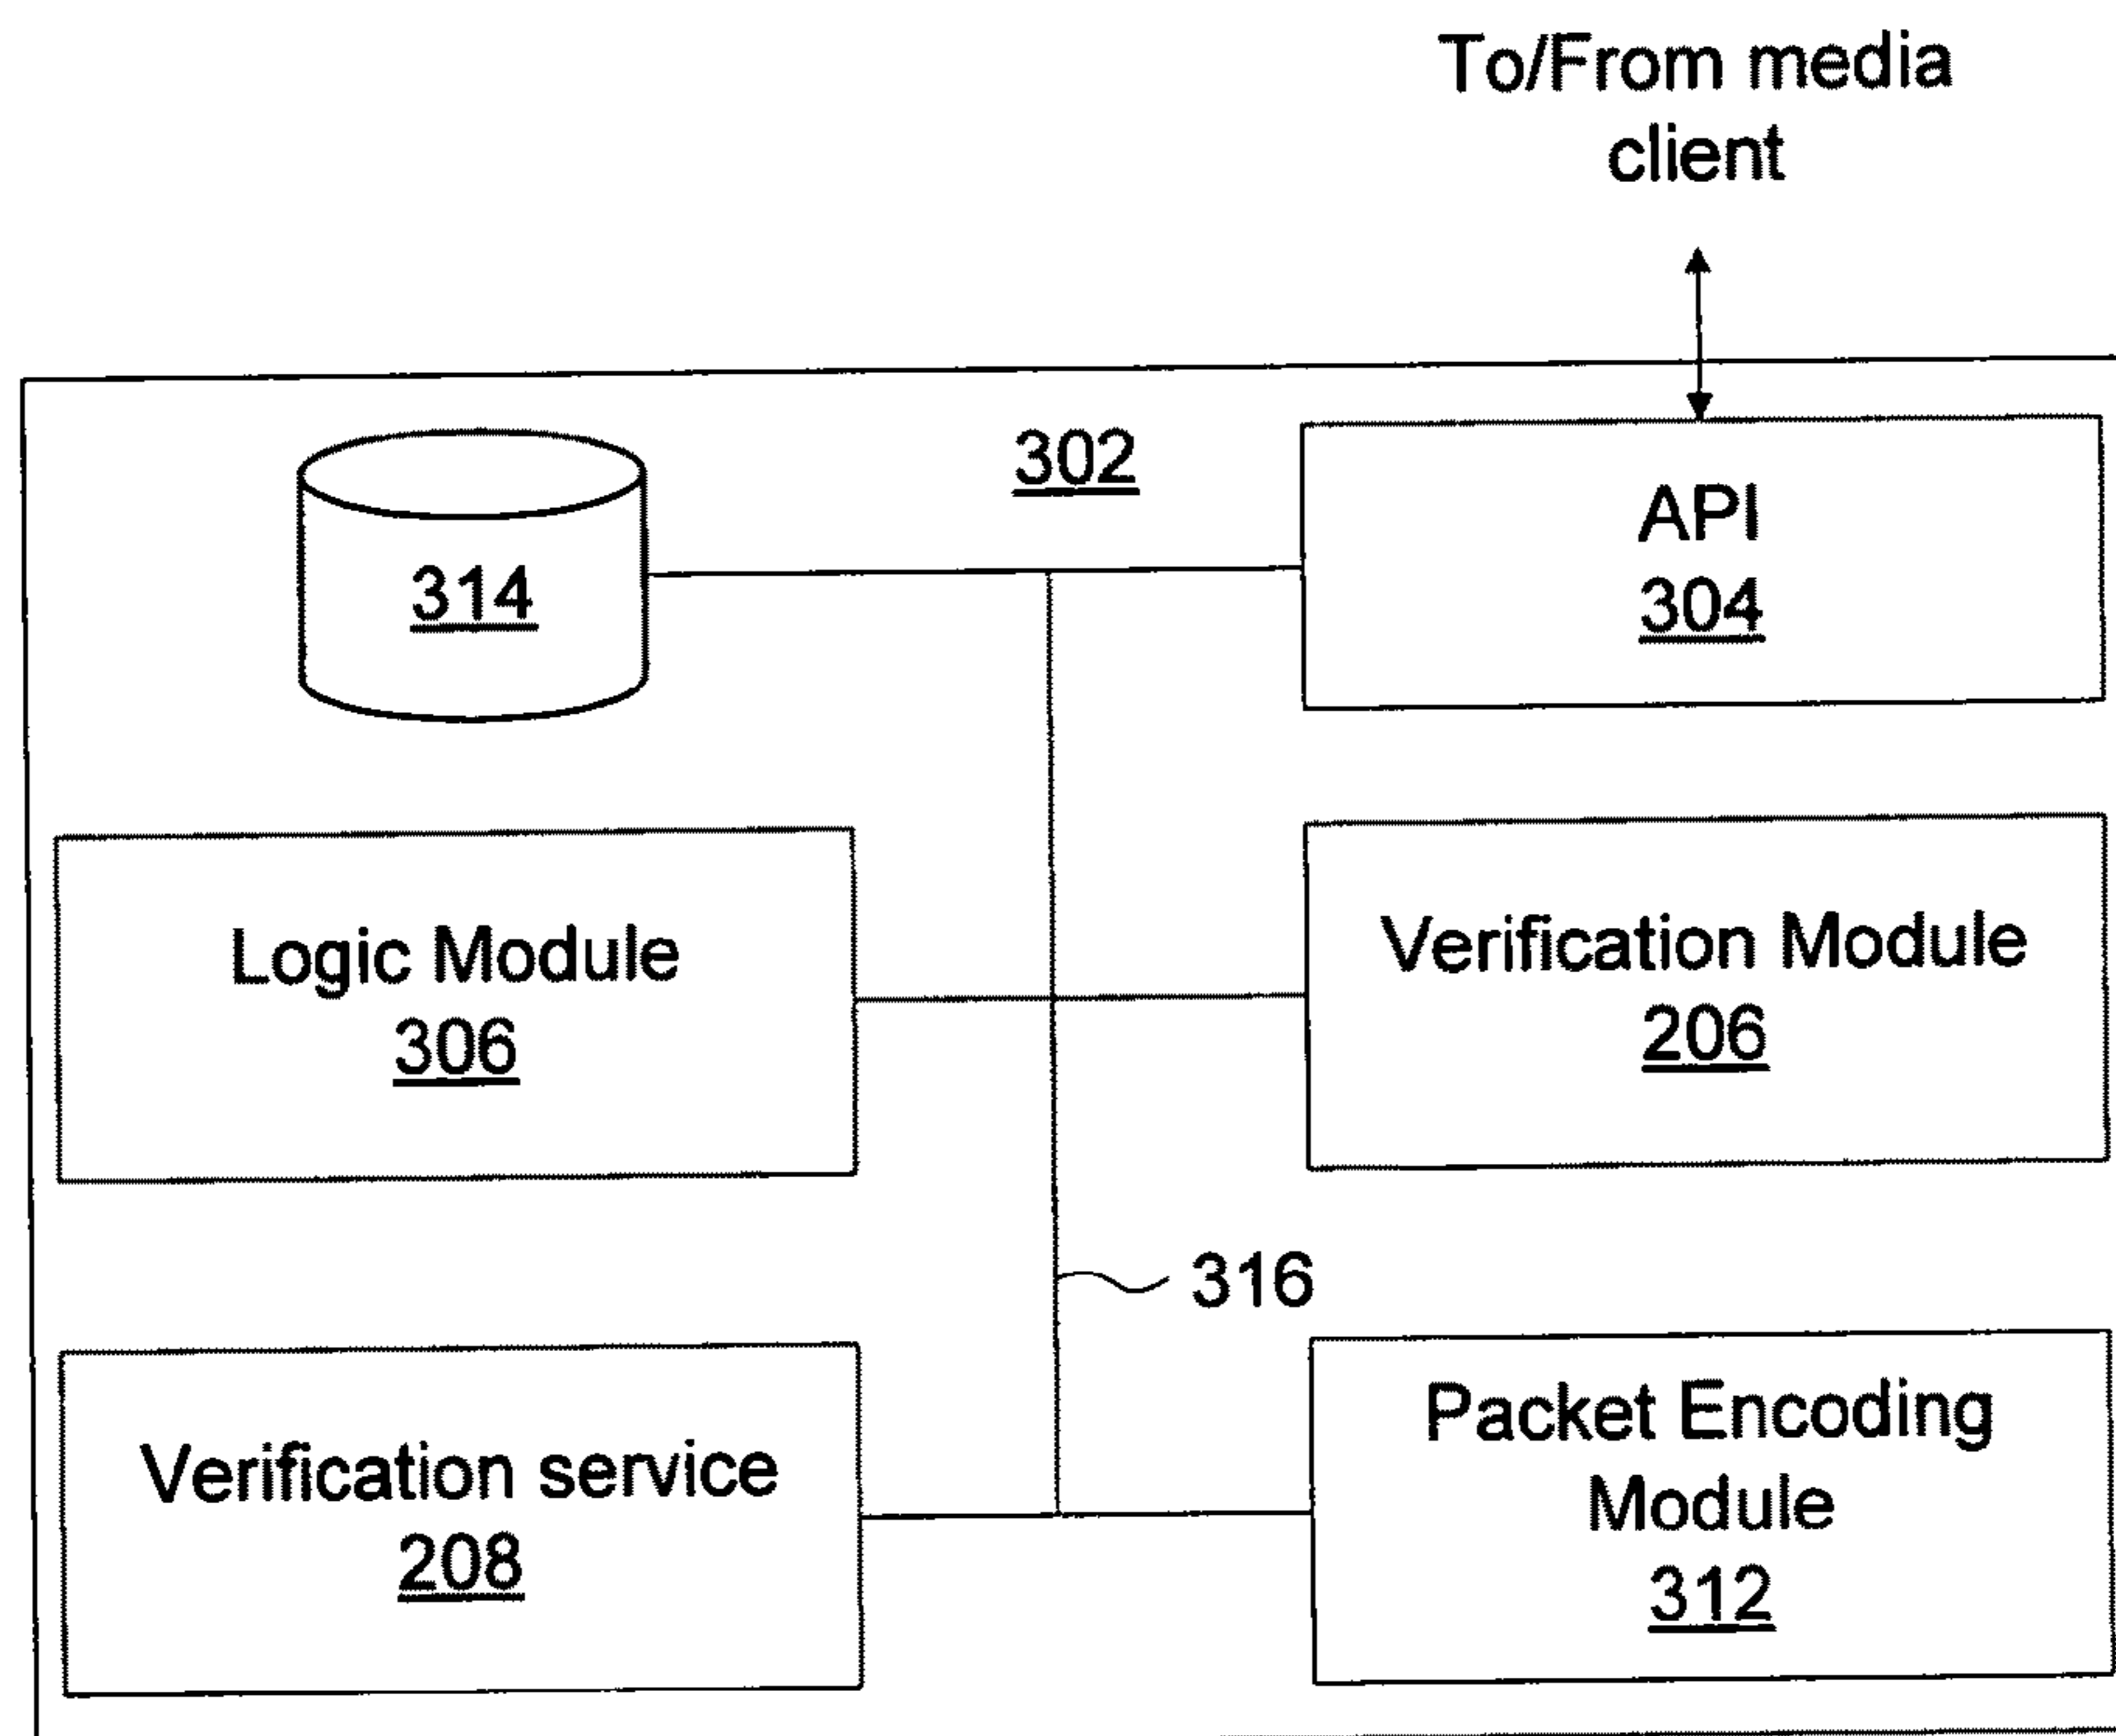 To/From media
client
302
314
API
304
Logic Module
306
Verification Module
206
316
Verification service
208
Packet Encoding
Module
312